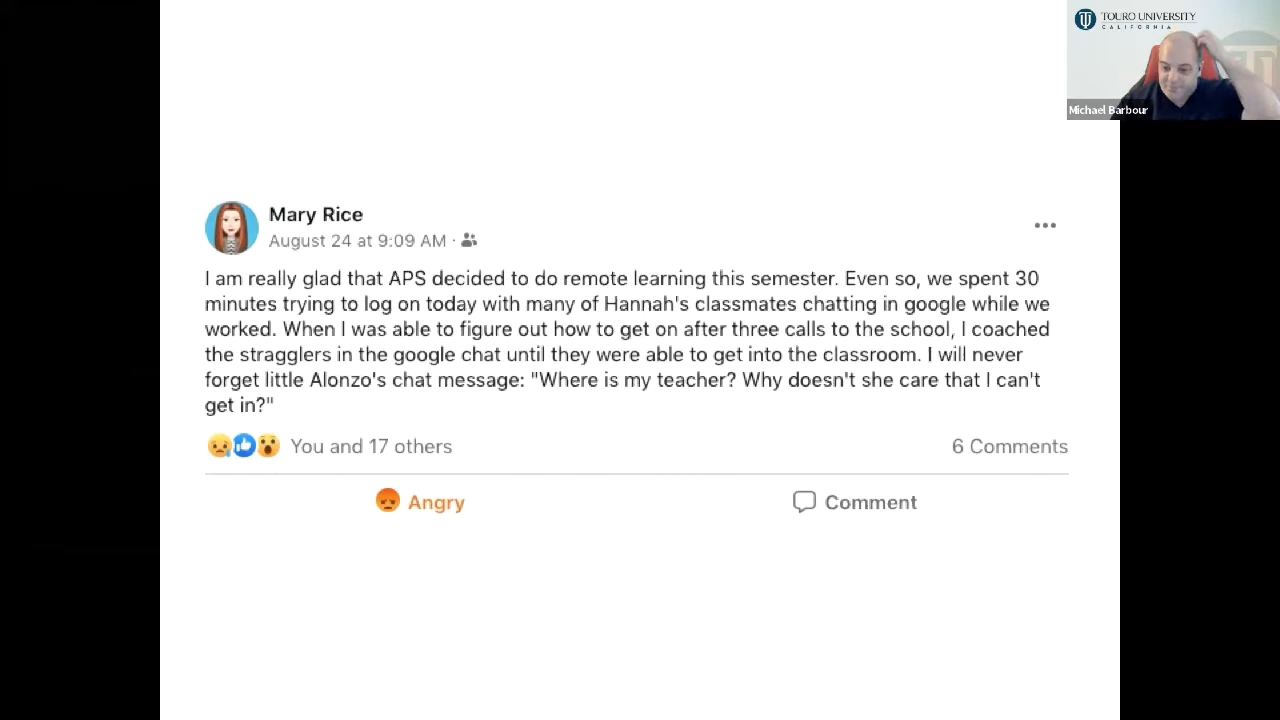 TOURO UNIVERSITY
CALIFORNIA
Michael Barbour
Mary Rice
August 24 at 9:09 AM ·
I am really glad that APS decided to do remote learning this semester. Even so, we spent 30
minutes trying to log on today with many of Hannah's classmates chatting in google while we
worked. When I was able to figure out how to get on after three calls to the school, I coached
the stragglers in the google chat until they were able to get into the classroom. I will never
forget little Alonzo's chat message: "Where is my teacher? Why doesn't she care that I can't
get in?"
You and 17 others
6 Comments
Angry
Comment